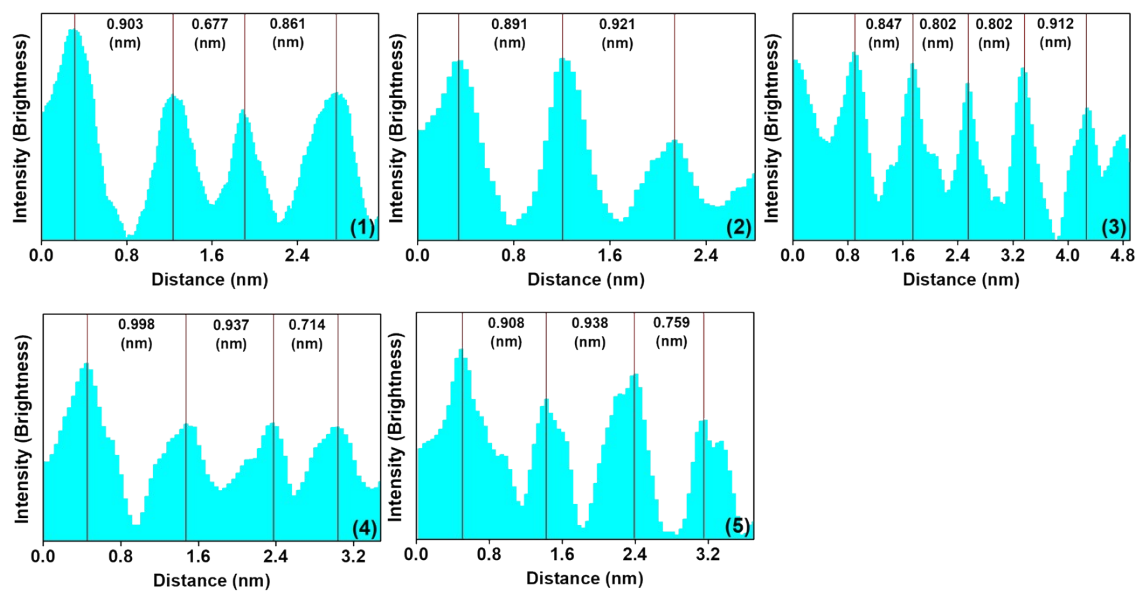 0.903 0.677 0.861
(nm) (nm) (nm)
Intensity (Brightness)
(1)
0.0 0.8 1.6 2.4
Distance (nm)
0.891 0.921
(nm) (nm)
Intensity (Brightness)
(2)
0.0 0.8 1.6 2.4
Distance (nm)
0.847 0.802 0.802 0.912
(nm) (nm) (nm) (nm)
Intensity (Brightness)
(3)
0.0 0.8 1.6 2.4 3.2 4.0 4.8
Distance (nm)
0.998 0.937 0.714
(nm) (nm) (nm)
Intensity (Brightness)
(4)
0.0 0.8 1.6 2.4 3.2
Distance (nm)
0.908 0.938 0.759
(nm) (nm) (nm)
Intensity (Brightness)
(5)
0.0 0.8 1.6 2.4 3.2
Distance (nm)